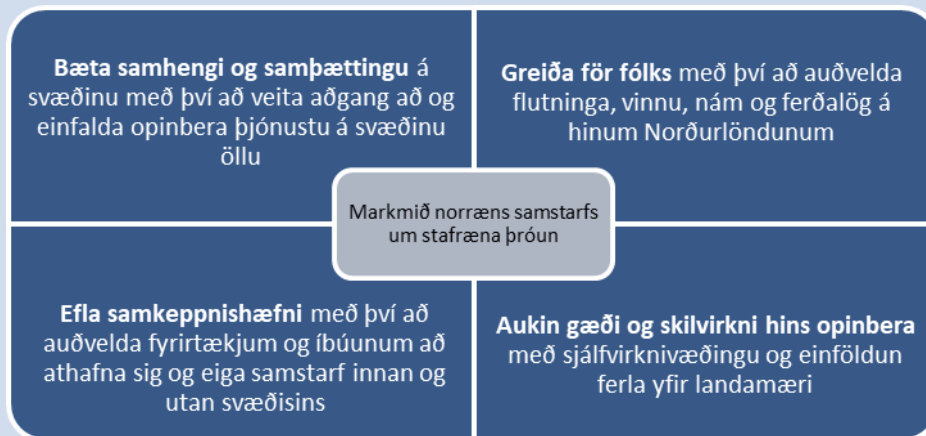 Bæta samhengi og samþættingu á
svæðinu með því að veita aðgang að og
einfalda opinbera þjónustu á svæðinu
öllu
Greiða för fólks með því að auðvelda
flutninga, vinnu, nám og ferðalög á
hinum Norðurlöndunum
Markmið norræns samstarfs
um stafræna þróun
Efla samkeppnishæfni með því að
auðvelda fyrirtækjum og íbúunum að
athafna sig og eiga samstarf innan og
utan svæðisins
Aukin gæði og skilvirkni hins opinbera
með sjálfvirknivæðingu og einföldun
ferla yfir landamæri